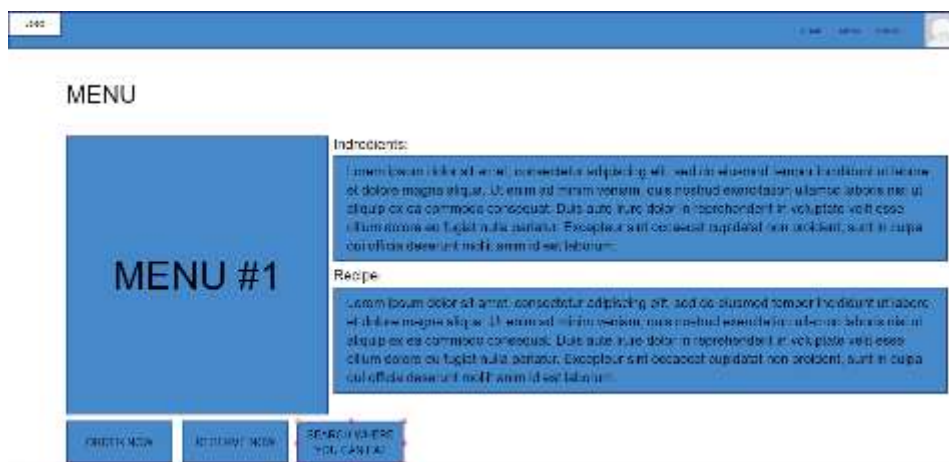 LOGO
MENU
MENU #1
Indredients:
Lorem ipsum dolor sit amet, consectetur adipiscing elit, sed do eiusmod tempor incididunt ut labore
et dolore magna aliqua. Ut enim ad minim veniam, quis nostrud exercitation ullamco laboris nisi ut
aliquip ex ea commodo consequat. Duis aute irure dolor in reprehenderit in voluptate velit esse
cillum dolore eu fugiat nulla pariatur. Excepteur sint occaecat cupidatat non proident, sunt in culpa
qui officia deserunt mollit anim id est laborum.
Recipe
Lorem ipsum dolor sit amet, consectetur adipiscing elit, sed do eiusmod tempor incididunt ut labore
et dolore magna aliqua. Ut enim ad minim veniam, quis nostrud exercitation ullamco laboris nisi ut
aliquip ex ea commodo consequat. Duis aute irure dolor in reprehenderit in voluptate velit esse
cillum dolore eu fugiat nulla pariatur. Excepteur sint occaecat cupidatat non proident, sunt in culpa
qui officia deserunt mollit anim id est laborum.
ORDER NOW
RESERVE NOW
SEARCH WHERE
YOU CAN EAT